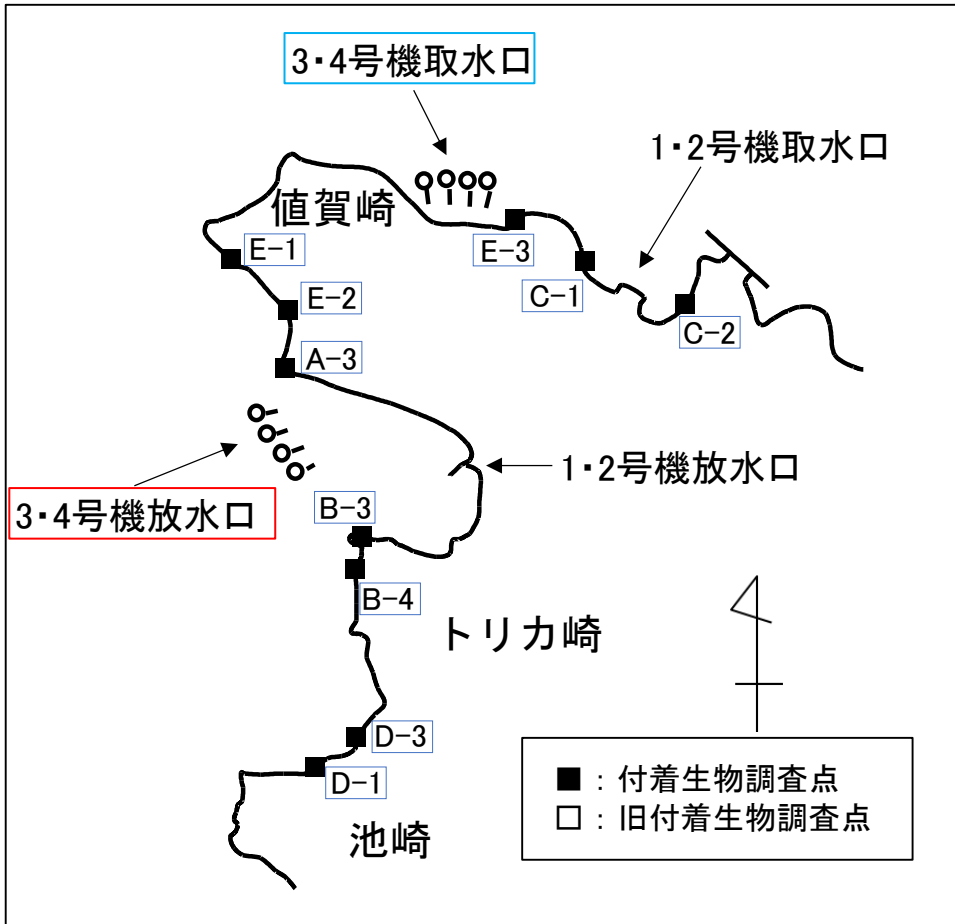 3・4号機取水口
1・2号機取水口
値賀崎
E-3
E-1
C-1
E-2
C-2
A-3
1・2号機放水口
3・4号機放水口
B-3
B-4
トリカ崎
D-3
D-1
池崎
■：付着生物調査点
□：旧付着生物調査点